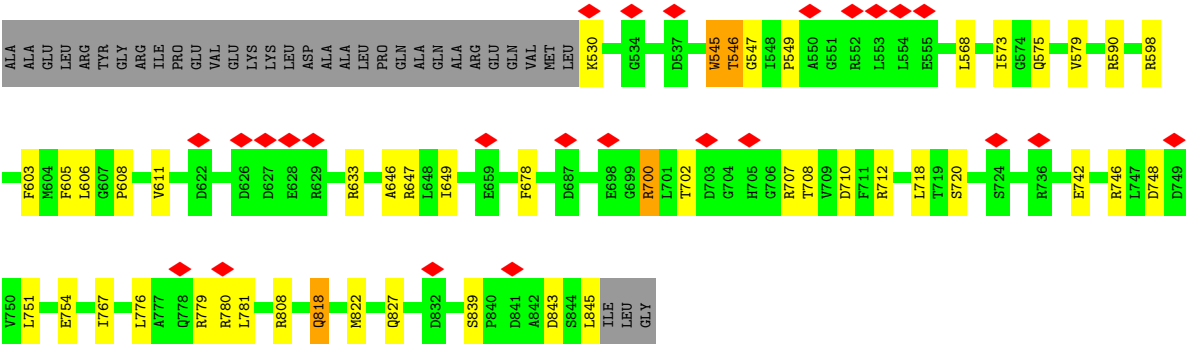 ALA ALA GLU LEU ARG TYR GLY ARG ILE PRO GLU VAL GLU LYS LYS LEU ASP ALA ALA LEU PRO GLN ALA GLN ALA ARG GLU GLN VAL MET LEU K530 G534 D537 W545 T546 G547 I548 P549 A550 G551 R552 L553 L554 E555 L568 I573 G574 Q575 V579 R590 R598
F603 M604 F605 L606 G607 P608 V611 D622 D626 D627 E628 R629 R633 A646 R647 L648 I649 E659 F678 D687 E698 G699 R700 L701 T702 D703 G704 H705 G706 R707 T708 V709 D710 F711 R712 L718 T719 S720 S724 R736 E742 R746 L747 D748 D749
V750 L751 E754 I767 L776 A777 Q778 R779 R780 L781 R808 Q818 M822 Q827 D832 S839 P840 D841 A842 D843 S844 L845 ILE LEU GLY